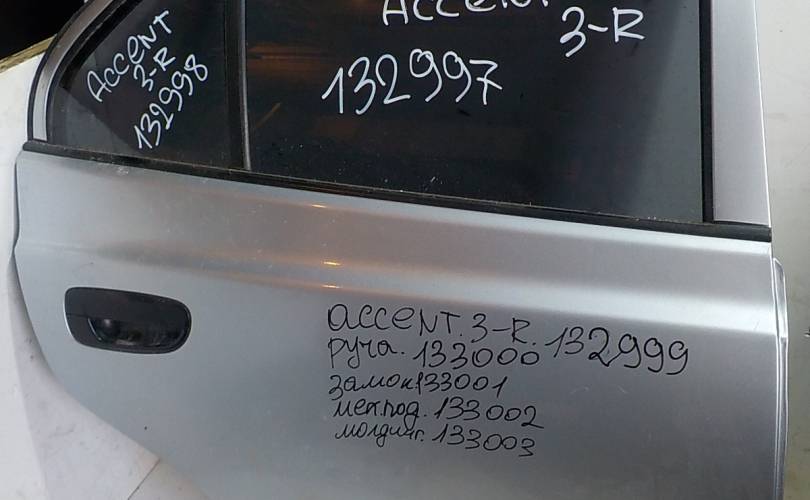 ACCENT
3-R
132998
ACCENT
3-R
132997
ACCENT. 3-R. 132999
ручка. 133000
замок 133001
мех.под. 133002
молдинг. 133003